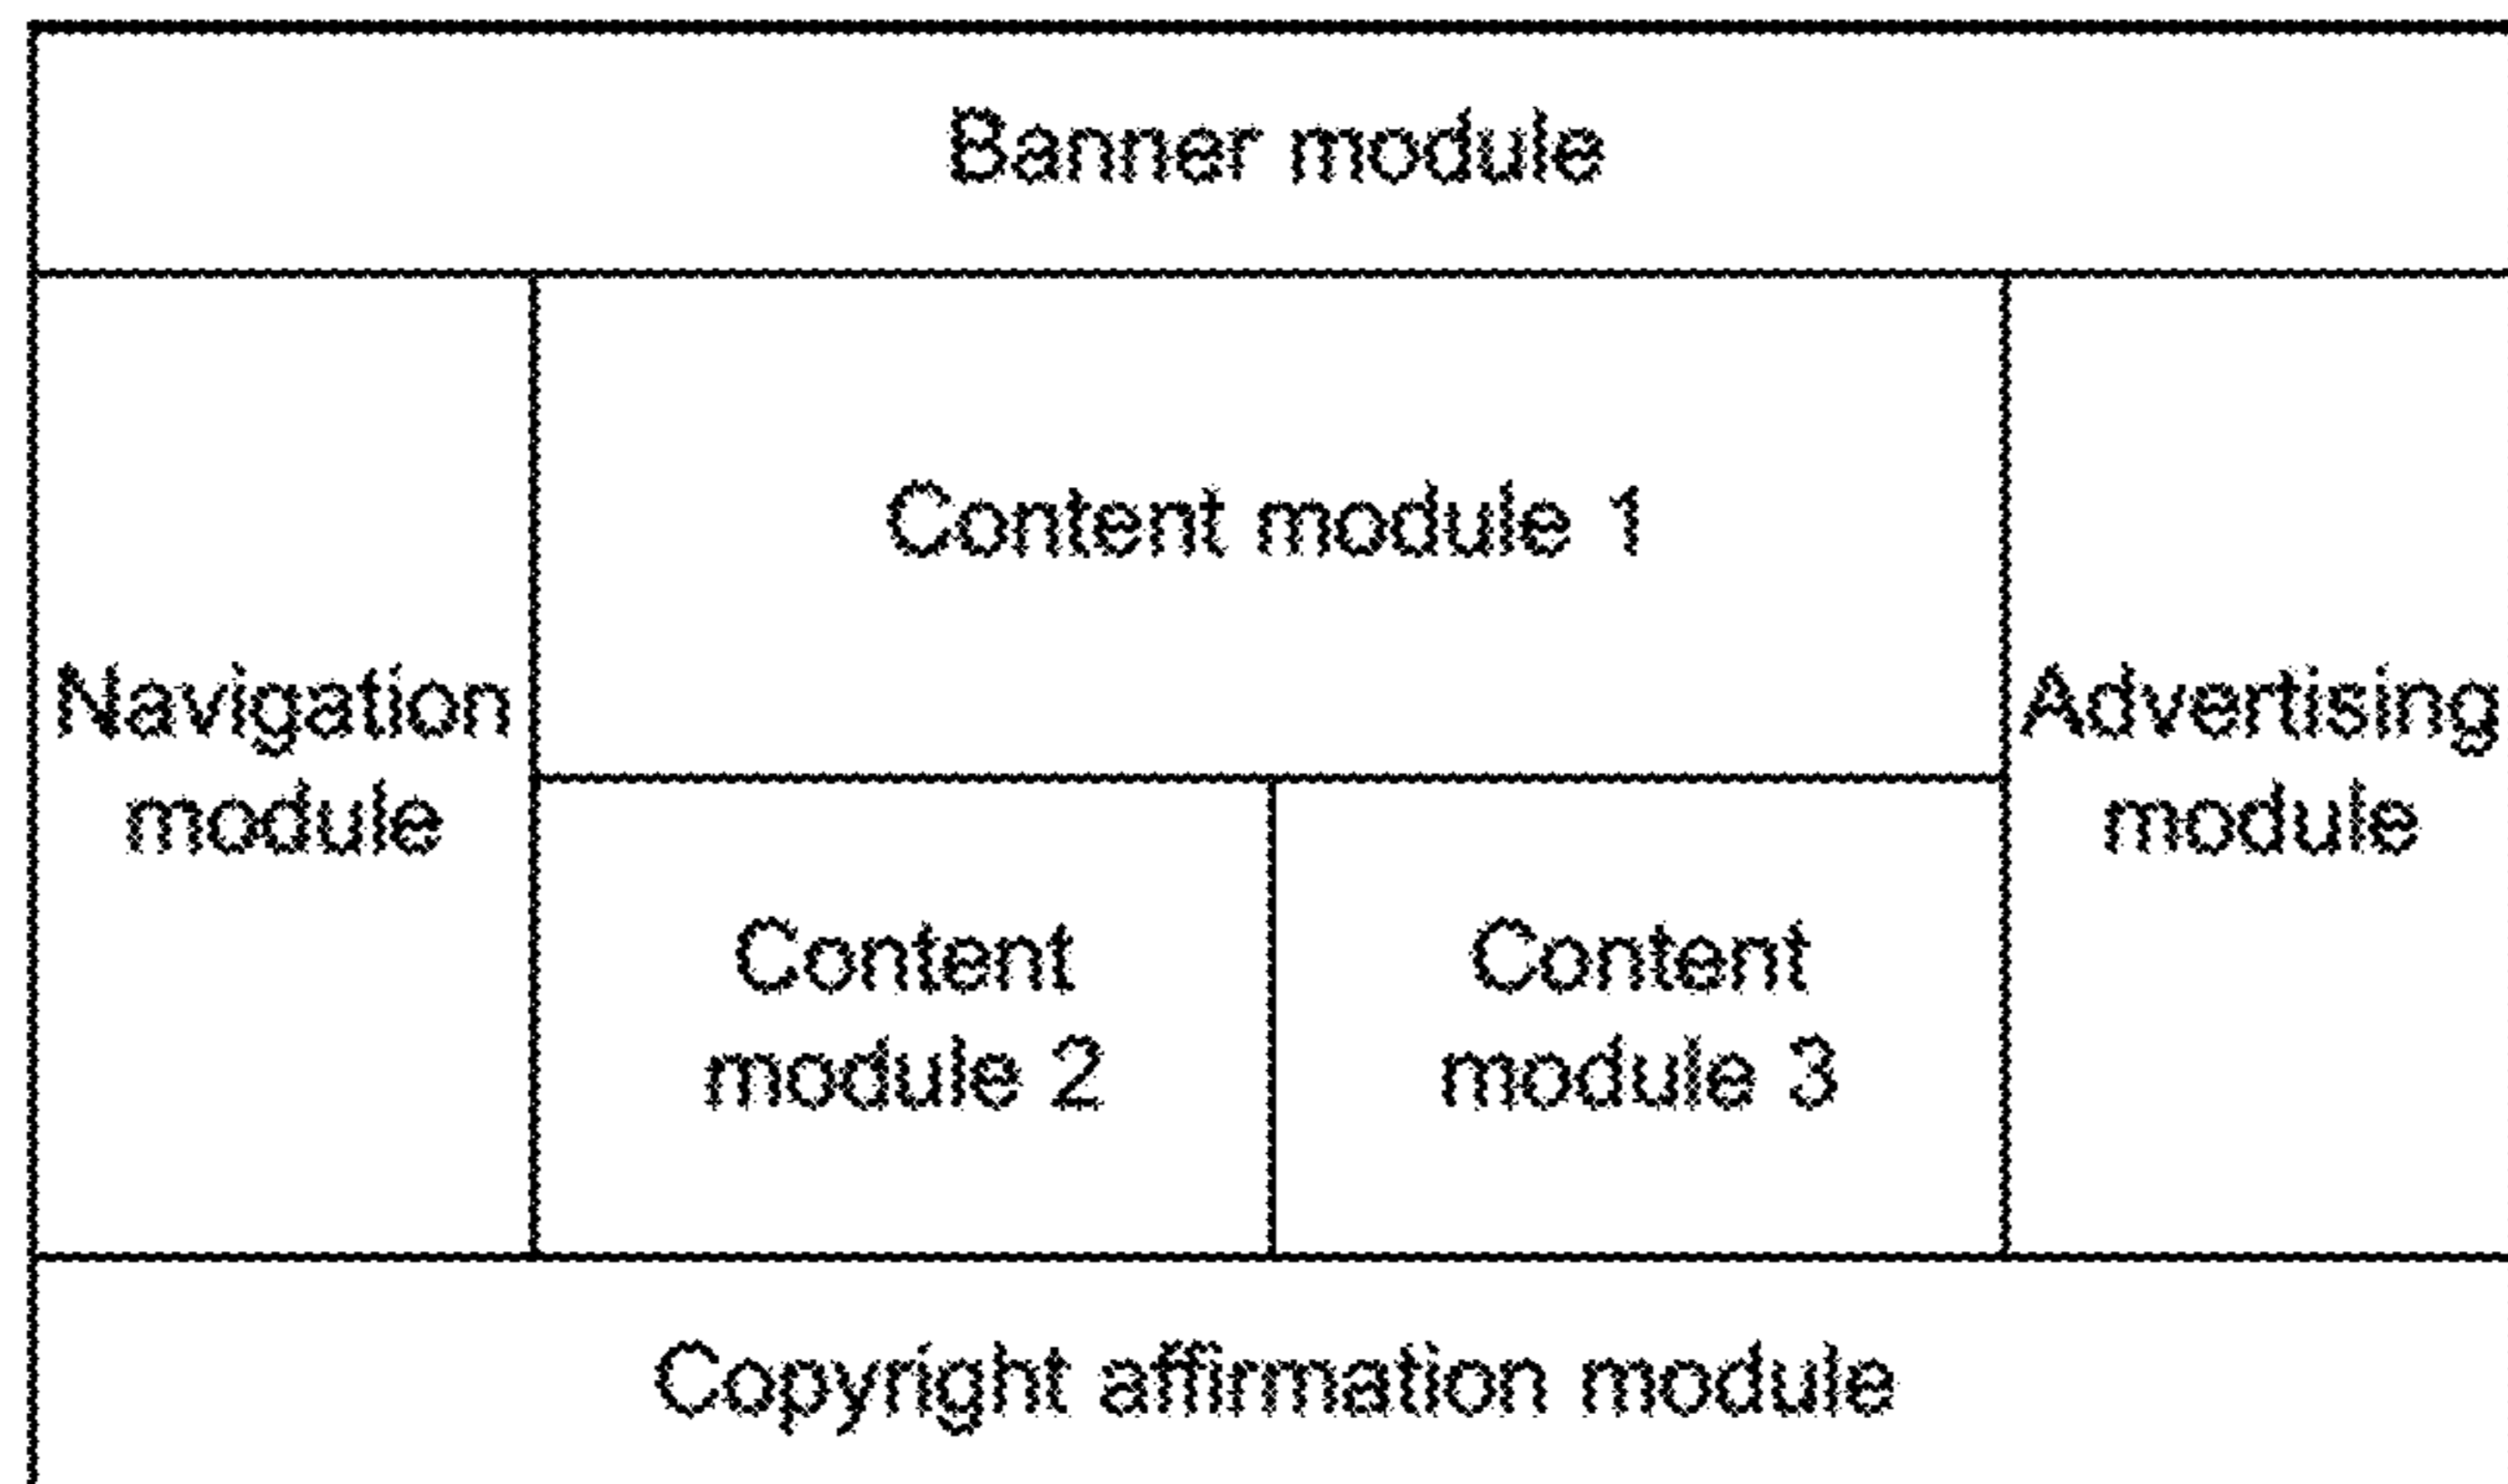 Banner module
Content module 1
Navigation
module
Advertising
module
Content
module 2
Content
module 3
Copyright affirmation module